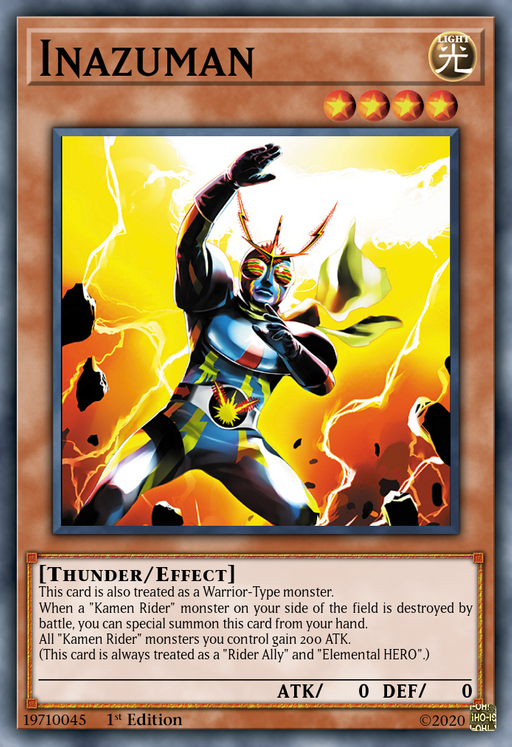 INAZUMAN
LIGHT
光
[THUNDER/EFFECT]
This card is also treated as a Warrior-Type monster.
When a "Kamen Rider" monster on your side of the field is destroyed by
battle, you can special summon this card from your hand.
All "Kamen Rider" monsters you control gain 200 ATK.
(This card is always treated as a "Rider Ally" and "Elemental HERO".)
ATK/ 0 DEF/ 0
19710045 1st Edition ©2020